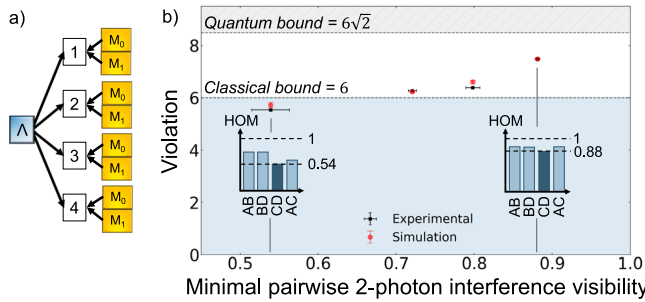 a)
Λ
1
M0
M1
2
M0
M1
3
M0
M1
4
M0
M1
b)
Violation
8
6
4
2
0
Quantum bound = 6√2
Classical bound = 6
HOM
1
0.54
AB
BD
CD
AC
HOM
1
0.88
AB
BD
CD
AC
Experimental
Simulation
0.5
0.6
0.7
0.8
0.9
1.0
Minimal pairwise 2-photon interference visibility